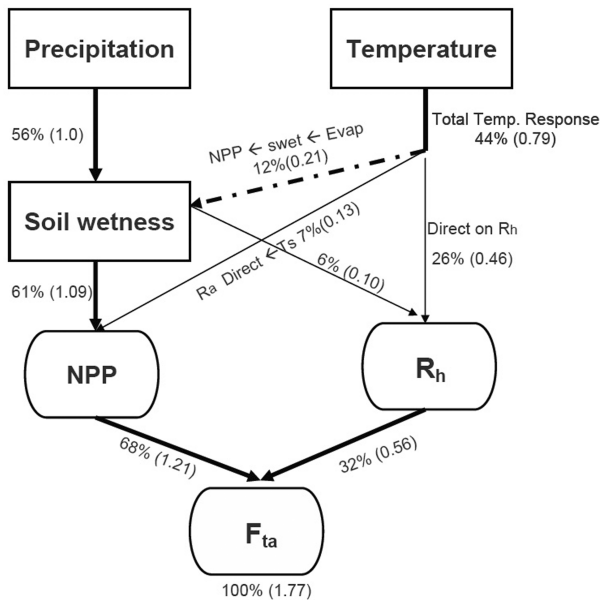 Precipitation
Temperature
56% (1.0)
Total Temp. Response
44% (0.79)
NPP ← swet ← Evap
12%(0.21)
Soil wetness
Ra Direct ←Ts 7%(0.13)
Direct on Rh
26% (0.46)
6% (0.10)
61% (1.09)
NPP
Rh
68% (1.21)
32% (0.56)
Fta
100% (1.77)